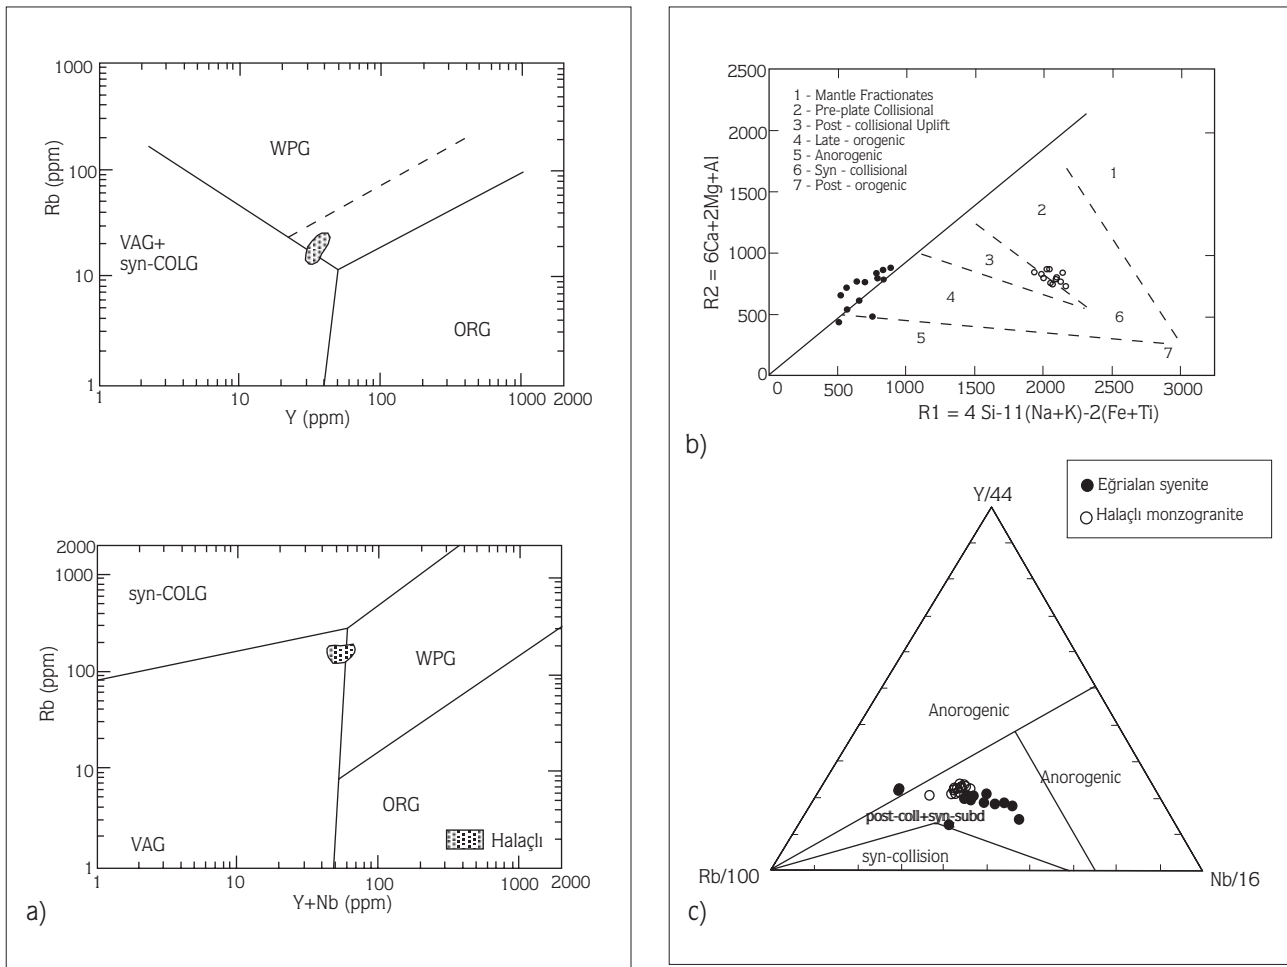 1000
100
10
1
Rb (ppm)
WPG
VAG+
syn-COLG
ORG
1 10 100 1000 2000
Y (ppm)
2000
1000
100
10
1
Rb (ppm)
syn-COLG
WPG
ORG
VAG
Halaçlı
1 10 100 1000 2000
Y+Nb (ppm)
a)
2500
2000
1500
1000
500
0
R2 = 6Ca+2Mg+Al
1 - Mantle Fractionates
2 - Pre-plate Collisional
3 - Post - collisional Uplift
4 - Late - orogenic
5 - Anorogenic
6 - Syn - collisional
7 - Post - orogenic
1
2
3
4
5
6
7
0 500 1000 1500 2000 2500 3000
R1 = 4 Si-11(Na+K)-2(Fe+Ti)
b)
Eğrialan syenite
Halaçlı monzogranite
Y/44
Anorogenic
Anorogenic
post-coll+syn-subd
syn-collision
Rb/100
Nb/16
c)